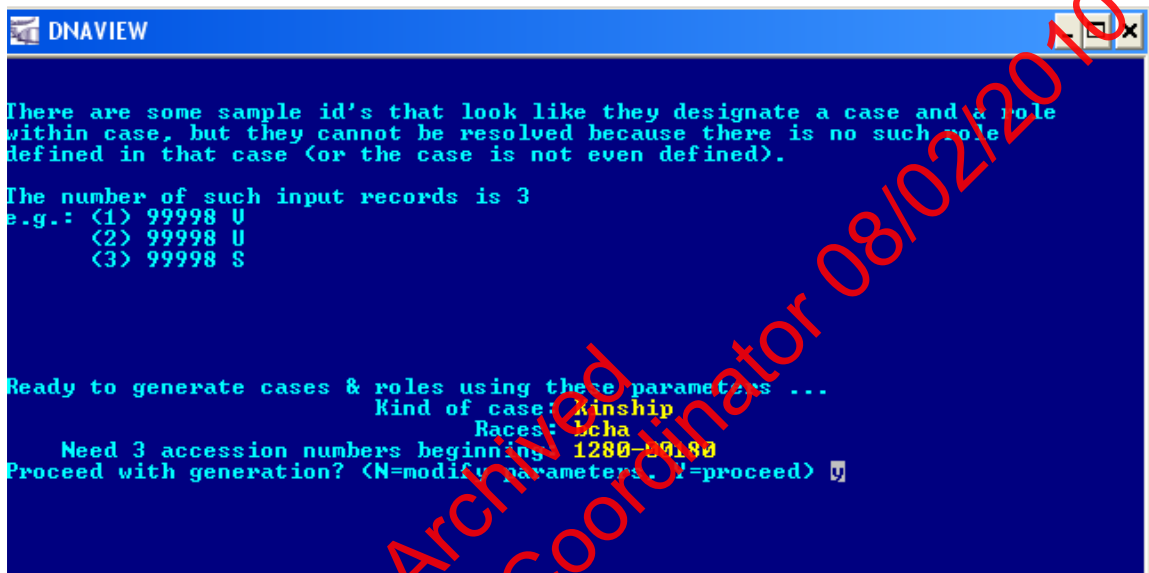 DNAVIEW
There are some sample id's that look like they designate a case and a role
within case, but they cannot be resolved because there is no such role
defined in that case (or the case is not even defined).
The number of such input records is 3
e.g.: (1) 99998 V
(2) 99998 U
(3) 99998 S
Ready to generate cases & roles using these parameters ...
Kind of case: Kinship
Races: bcha
Need 3 accession numbers beginning: 1280-00180
Proceed with generation? (N=modify parameters. Y=proceed) y
Archived
Coordinator 08/02/2010